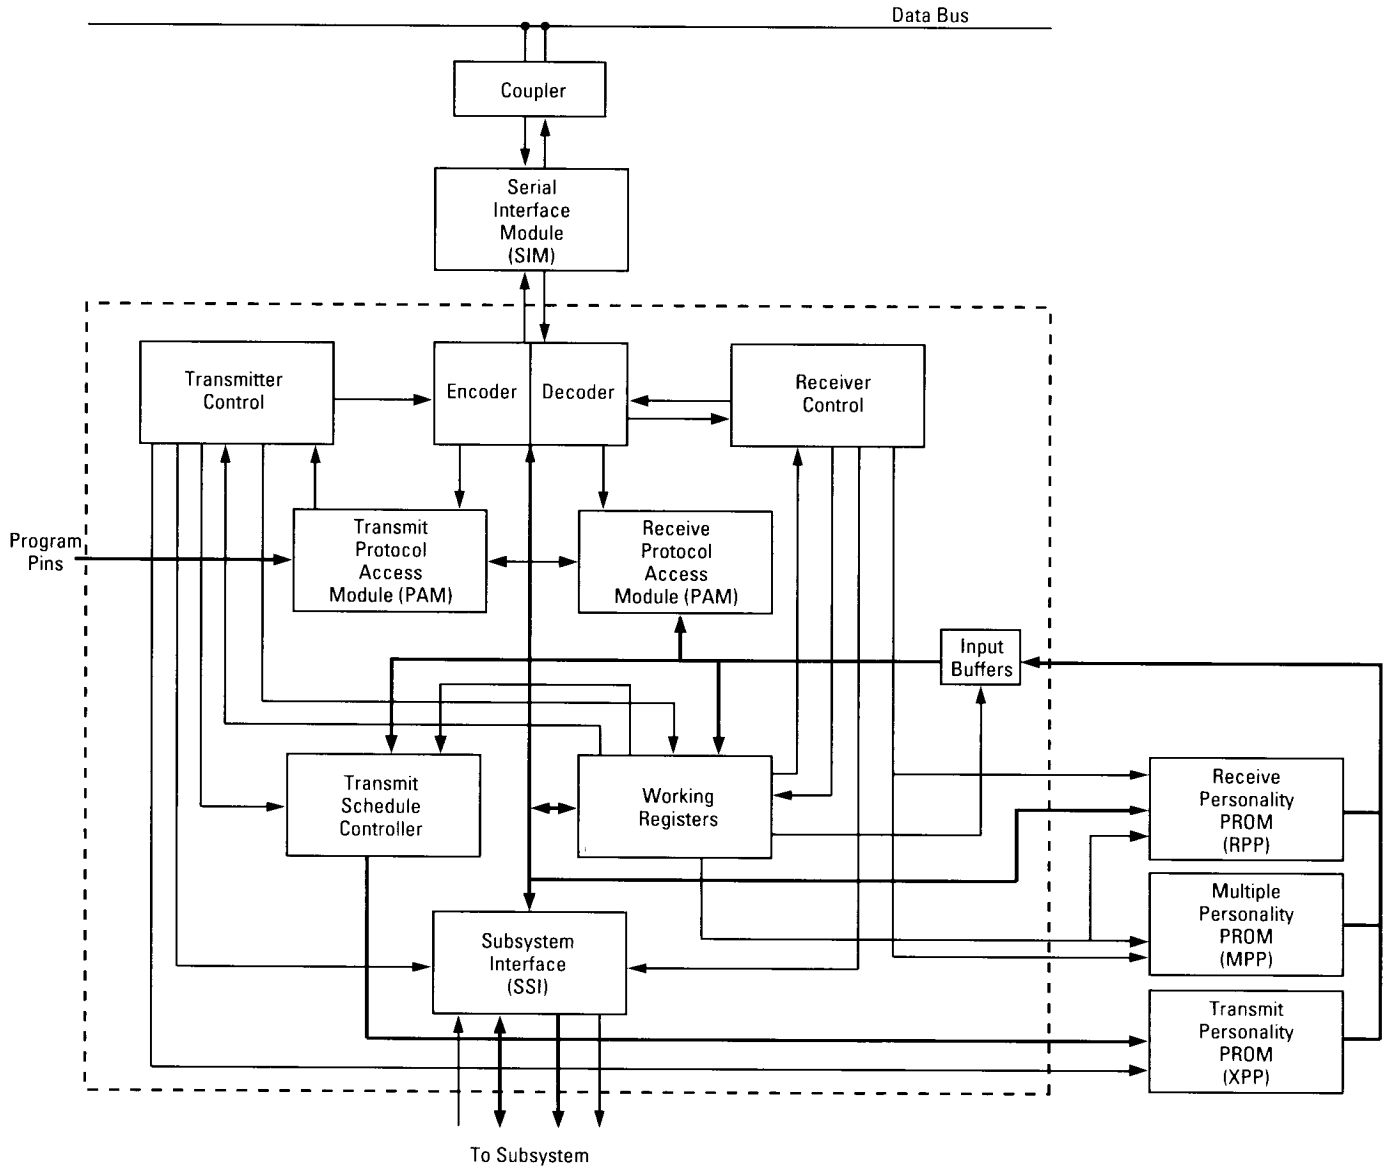 Data Bus
Coupler
Serial
Interface
Module
(SIM)
Transmitter
Control
Encoder
Decoder
Receiver
Control
Program
Pins
Transmit
Protocol
Access
Module (PAM)
Receive
Protocol
Access
Module (PAM)
Input
Buffers
Transmit
Schedule
Controller
Working
Registers
Receive
Personality
PROM
(RPP)
Multiple
Personality
PROM
(MPP)
Subsystem
Interface
(SSI)
Transmit
Personality
PROM
(XPP)
To Subsystem